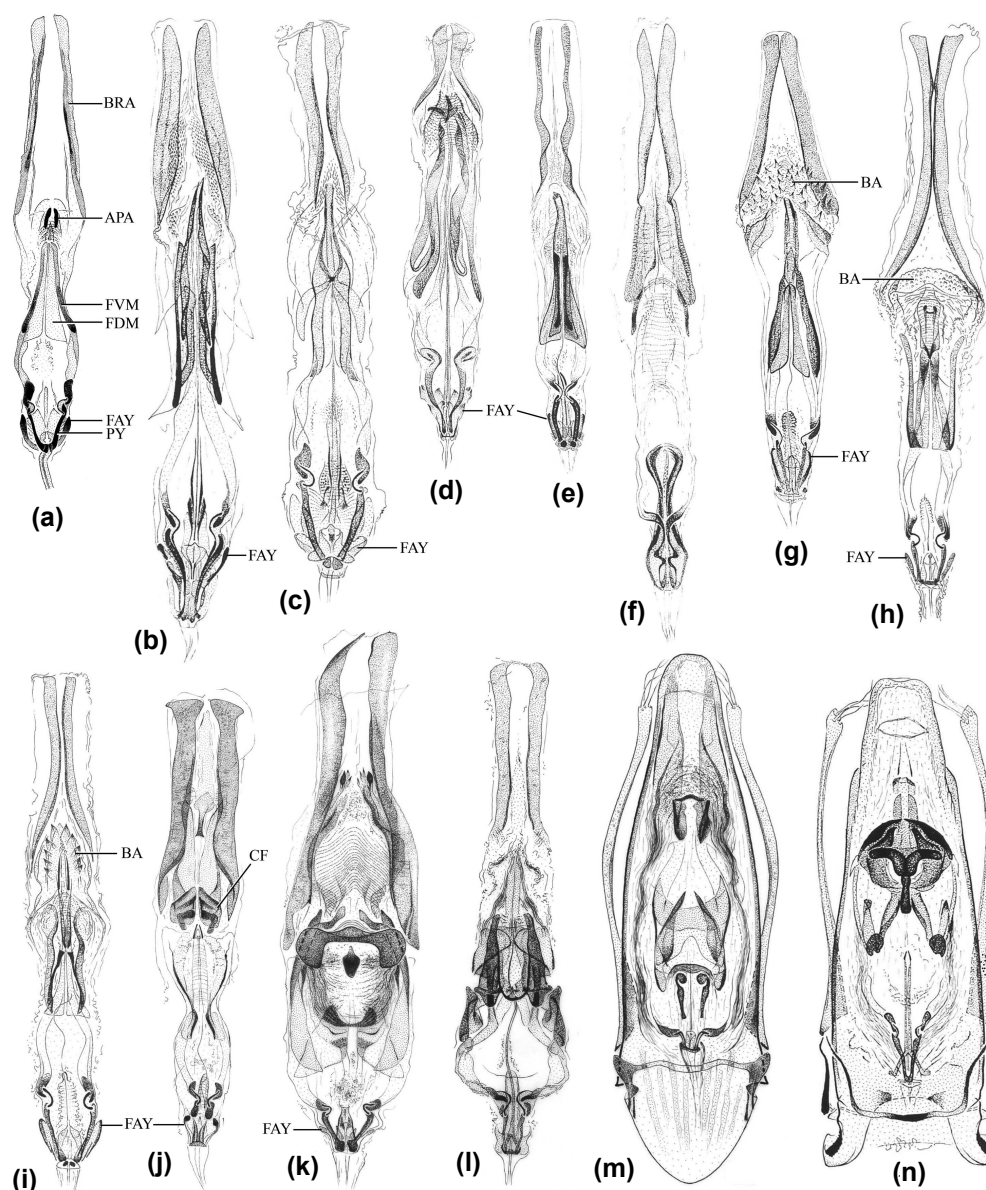 BRA
APA
FVM
FDM
FAY
PY
(a)
FAY
(b)
FAY
(c)
(d)
FAY
(e)
(f)
BA
FAY
(g)
BA
FAY
(h)
BA
FAY
(i)
CF
(j)
FAY
(k)
(l)
(m)
(n)